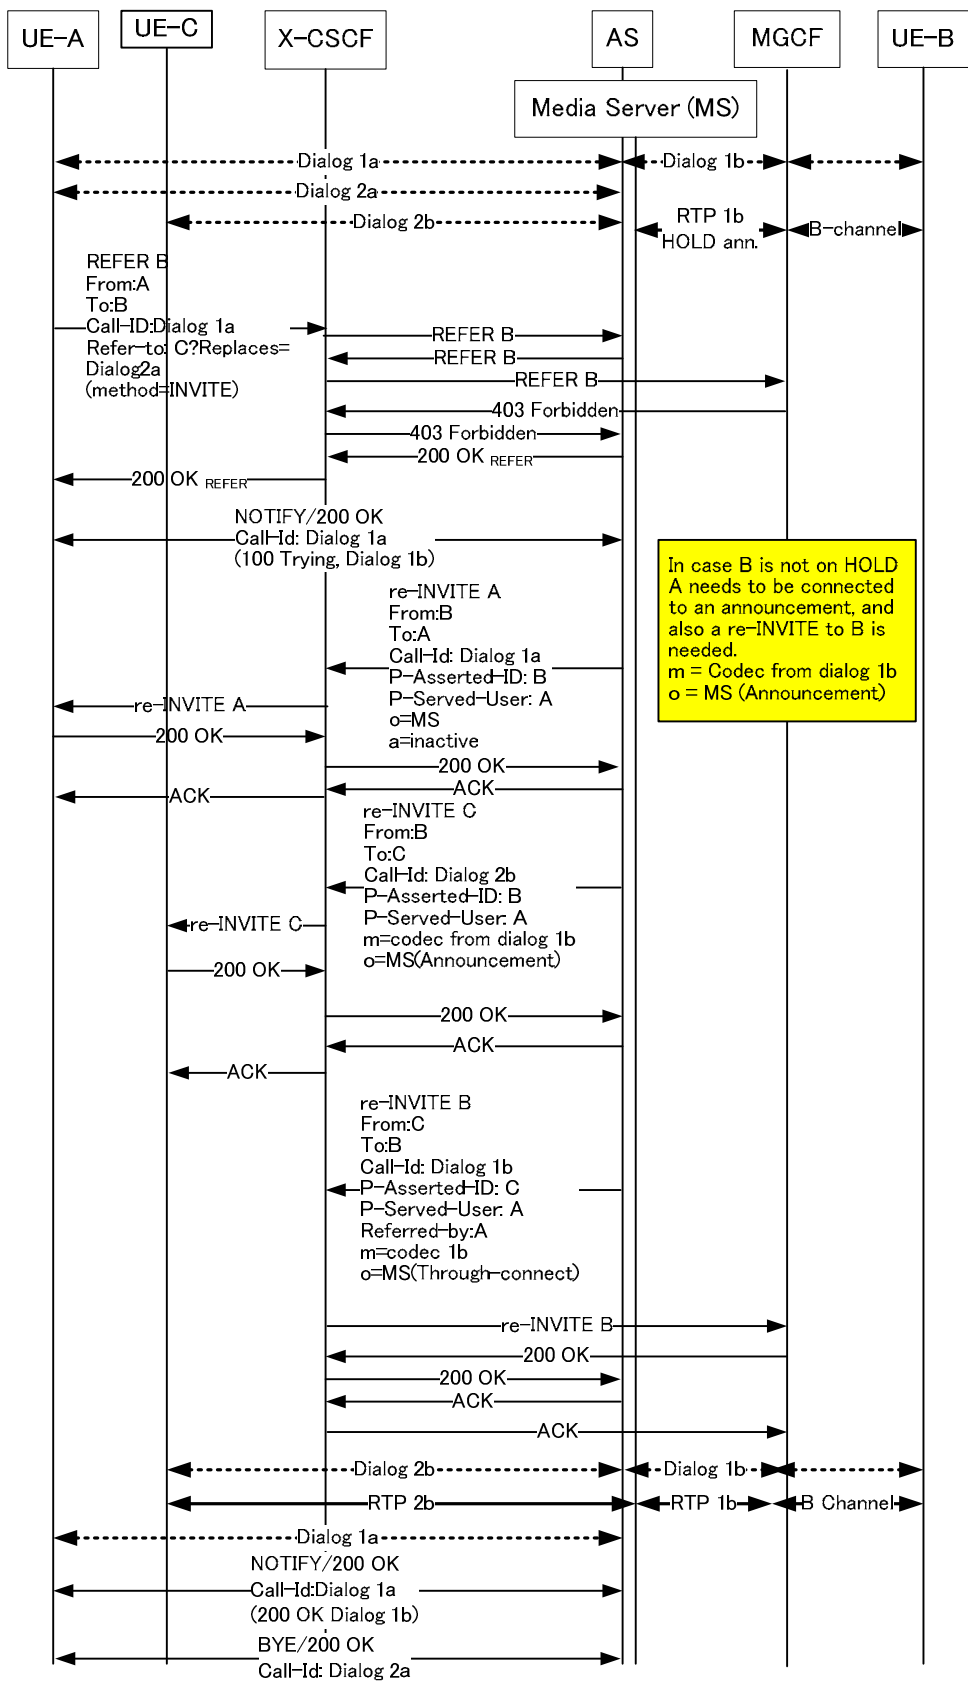 UE-A
UE-C
X-CSCF
AS
MGCF
UE-B
Media Server (MS)
Dialog 1a
Dialog 1b
Dialog 2a
Dialog 2b
RTP 1b
HOLD ann.
B-channel
REFER B
From:A
To:B
Call-ID:Dialog 1a
Refer-to: C?Replaces=
Dialog2a
(method=INVITE)
REFER B
REFER B
REFER B
403 Forbidden
403 Forbidden
200 OK REFER
200 OK REFER
NOTIFY/200 OK
Call-Id: Dialog 1a
(100 Trying, Dialog 1b)
In case B is not on HOLD
A needs to be connected
to an announcement, and
also a re-INVITE to B is
needed.
m = Codec from dialog 1b
o = MS (Announcement)
re-INVITE A
From:B
To:A
Call-Id: Dialog 1a
P-Asserted-ID: B
P-Served-User: A
o=MS
a=inactive
re-INVITE A
200 OK
200 OK
ACK
ACK
re-INVITE C
From:B
To:C
Call-Id: Dialog 2b
P-Asserted-ID: B
P-Served-User: A
m=codec from dialog 1b
o=MS(Announcement)
re-INVITE C
200 OK
200 OK
ACK
ACK
re-INVITE B
From:C
To:B
Call-Id: Dialog 1b
P-Asserted-ID: C
P-Served-User: A
Referred-by:A
m=codec 1b
o=MS(Through-connect)
re-INVITE B
200 OK
200 OK
ACK
ACK
Dialog 2b
Dialog 1b
RTP 2b
RTP 1b
B Channel
Dialog 1a
NOTIFY/200 OK
Call-Id:Dialog 1a
(200 OK Dialog 1b)
BYE/200 OK
Call-Id: Dialog 2a